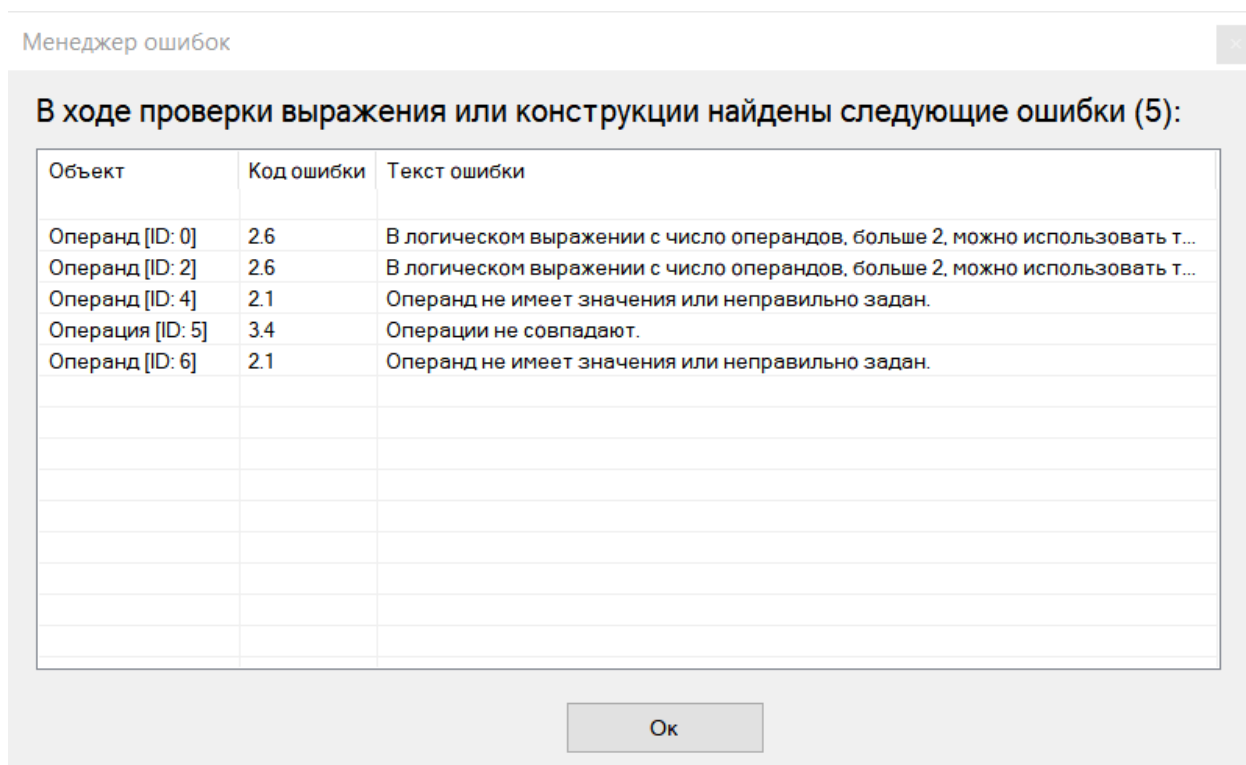 Менеджер ошибок
В ходе проверки выражения или конструкции найдены следующие ошибки (5):
Объект Код ошибки Текст ошибки
Операнд [ID: 0] 2.6 В логическом выражении с число операндов, больше 2, можно использовать т...
Операнд [ID: 2] 2.6 В логическом выражении с число операндов, больше 2, можно использовать т...
Операнд [ID: 4] 2.1 Операнд не имеет значения или неправильно задан.
Операция [ID: 5] 3.4 Операции не совпадают.
Операнд [ID: 6] 2.1 Операнд не имеет значения или неправильно задан.
Ок